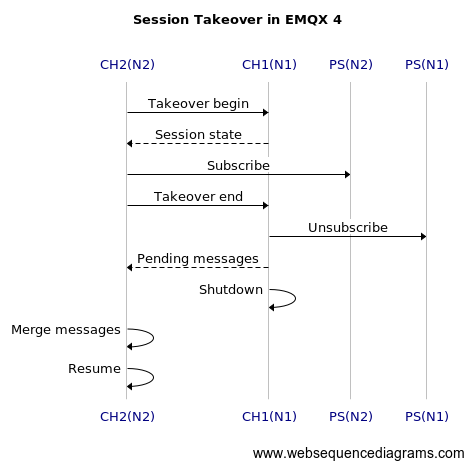 Session Takeover in EMQX 4
CH2(N2) CH1(N1) PS(N2) PS(N1)
Takeover begin
Session state
Subscribe
Takeover end
Unsubscribe
Pending messages
Shutdown
Merge messages
Resume
CH2(N2) CH1(N1) PS(N2) PS(N1)
www.websequencediagrams.com